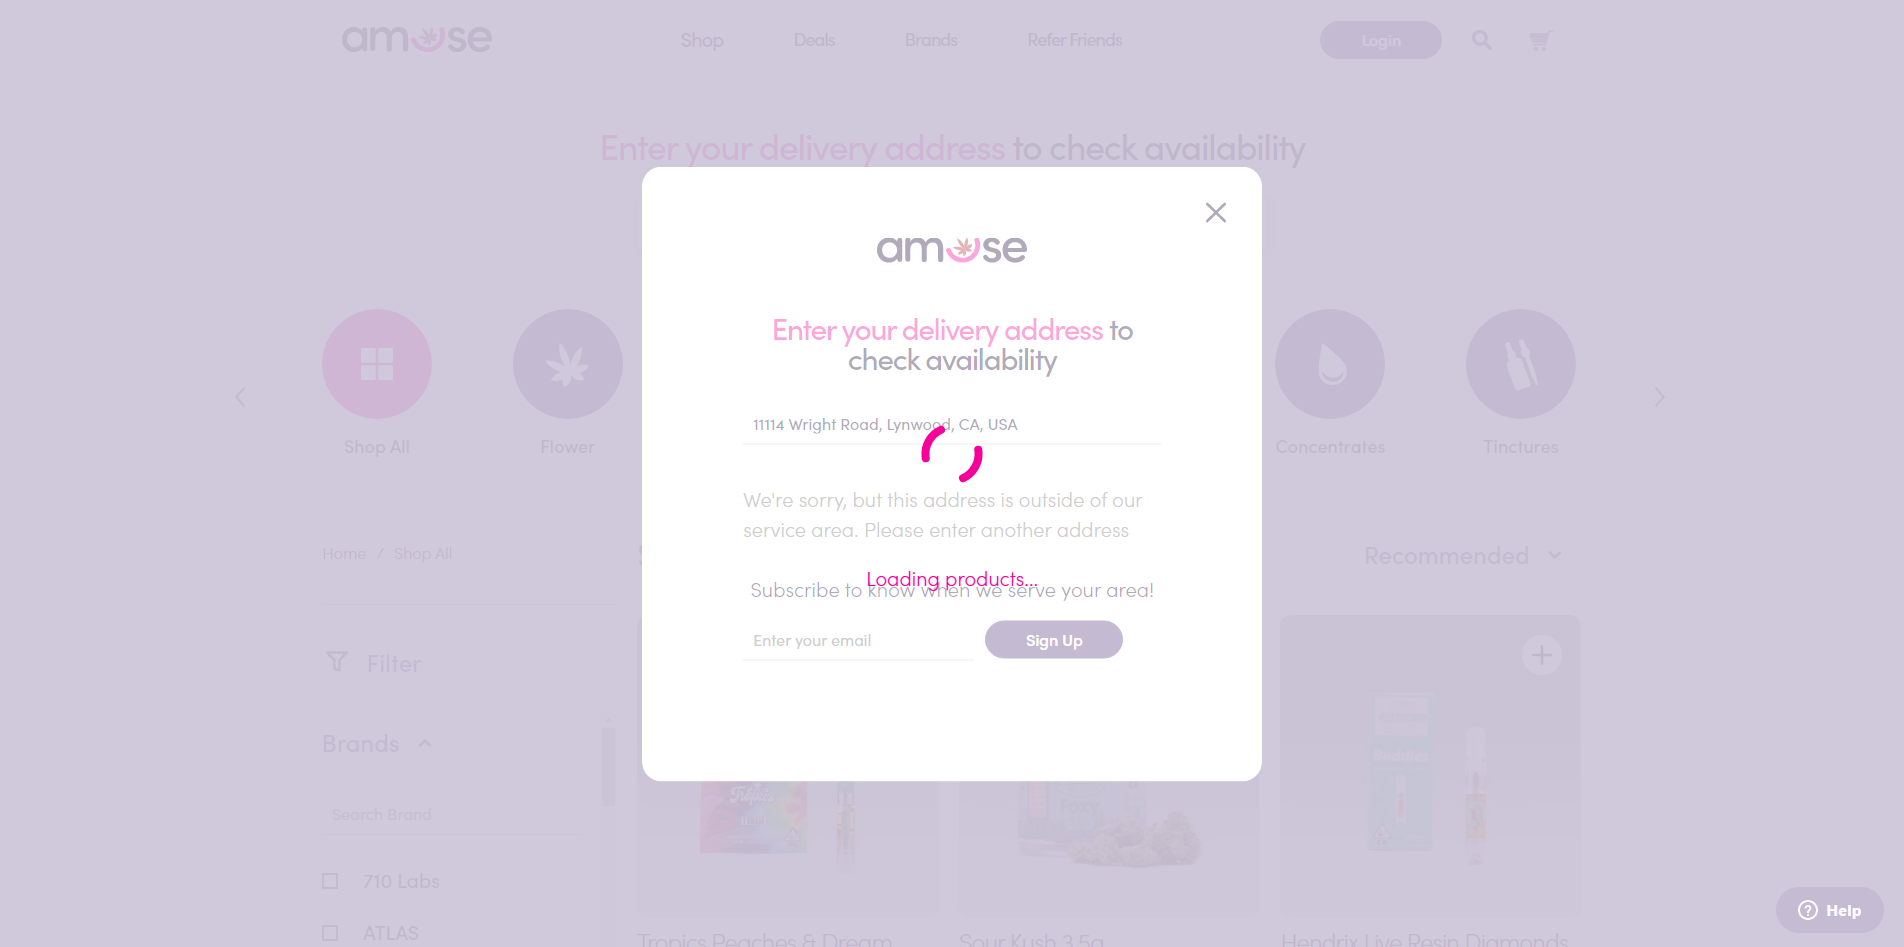 amuse
Shop
Deals
Brands
Refer Friends
Login
Enter your delivery address to check availability
amuse
Enter your delivery address to
check availability
11114 Wright Road, Lynwood, CA, USA
We're sorry, but this address is outside of our
service area. Please enter another address
Loading products...
Subscribe to know when we serve your area!
Enter your email
Sign Up
Shop All
Flower
Concentrates
Tinctures
Home / Shop All
Recommended
Filter
Brands
Search Brand
710 Labs
ATLAS
Tropics
Foxy
Buddies
Tropics Peaches & Dream
Sour Kush 3.5g
Hendrix Live Resin Diamonds
Help